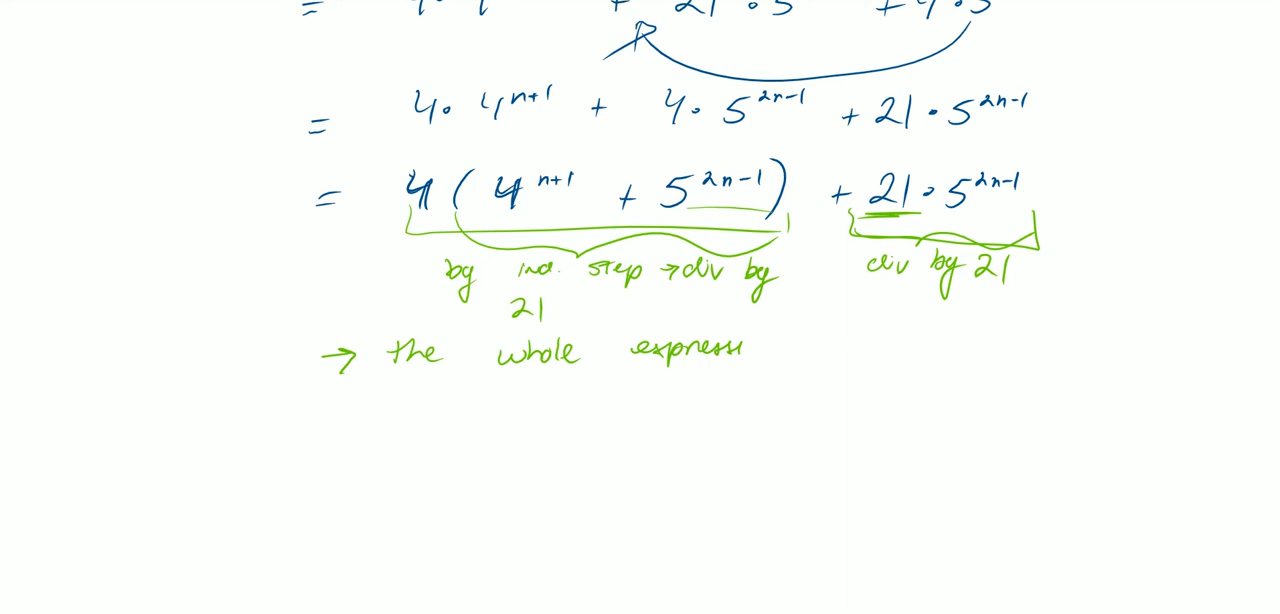 = 4 · 4^{n+1} + 4 · 5^{2n-1} + 21 · 5^{2n-1}
= 4 ( 4^{n+1} + 5^{2n-1} ) + 21 · 5^{2n-1}
by ind. step → div by div by 21
21
→ the whole expressi